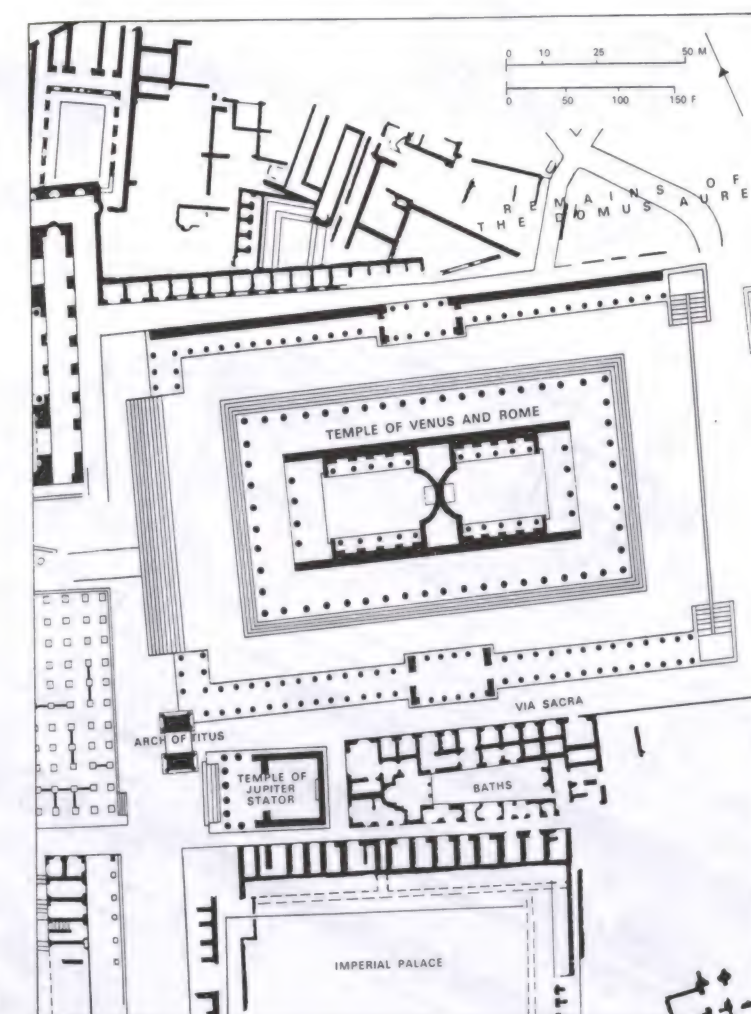 0 10 25 50 M
0 50 100 150 F
REMAINS OF
THE DOMUS AURE
TEMPLE OF VENUS AND ROME
VIA SACRA
ARCH OF TITUS
TEMPLE OF
JUPITER
STATOR
BATHS
IMPERIAL PALACE